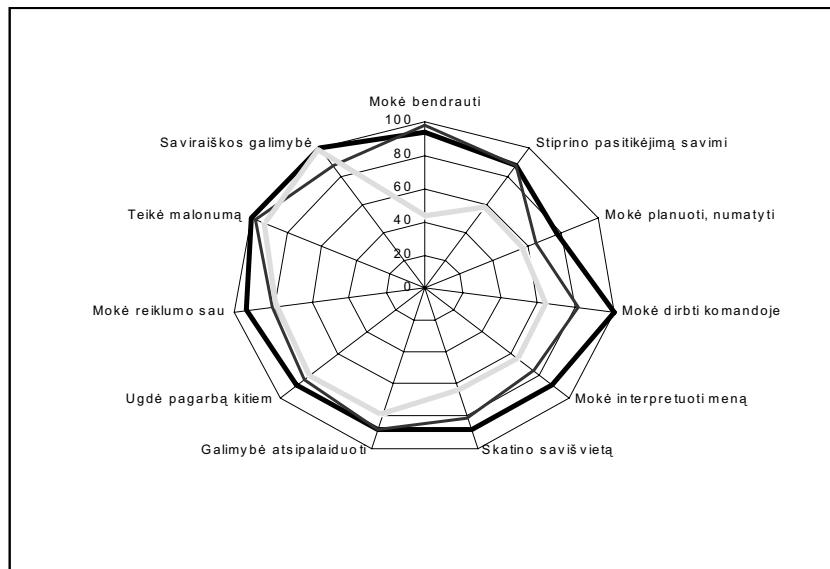 Mokė bendrauti
100
Saviraiškos galimybė
Stiprino pasitikėjimą savimi
80
60
Teikė malonumą
Mokė planuoti, numatyti
40
20
0
Mokė reiklumo sau
Mokė dirbti komandoje
Ugdė pagarbą kitiem
Mokė interpretuoti meną
Galimybė atsipalaiduoti
Skatino savišvietą